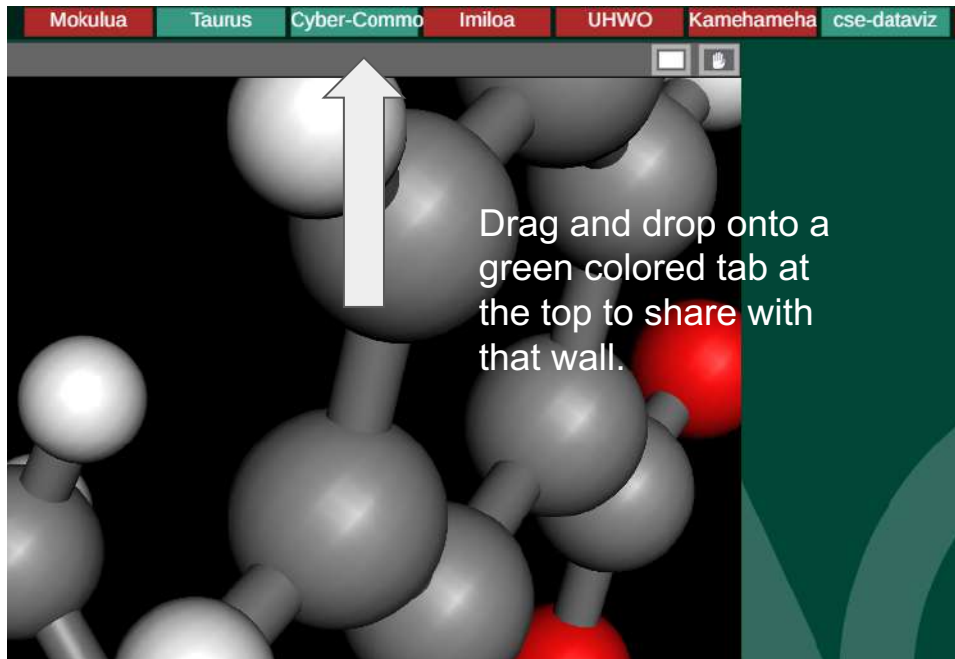 Mokulua Taurus Cyber-Commo Imiloa UHWO Kamehameha cse-dataviz
Drag and drop onto a
green colored tab at
the top to share with
that wall.